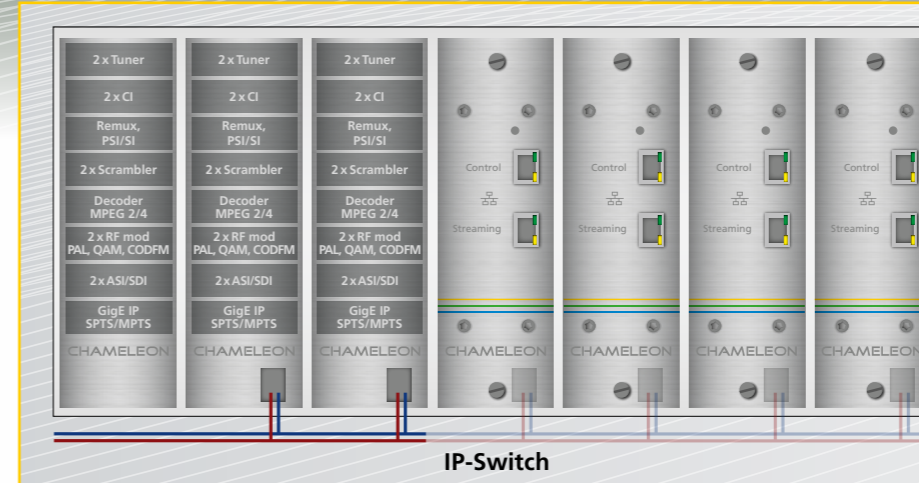 2 x Tuner
2 x CI
Remux,
PSI/SI
2 x Scrambler
Decoder
MPEG 2/4
2 x RF mod
PAL, QAM, CODFM
2 x ASI/SDI
GigE IP
SPTS/MPTS
CHAMELEON
2 x Tuner
2 x CI
Remux,
PSI/SI
2 x Scrambler
Decoder
MPEG 2/4
2 x RF mod
PAL, QAM, CODFM
2 x ASI/SDI
GigE IP
SPTS/MPTS
CHAMELEON
2 x Tuner
2 x CI
Remux,
PSI/SI
2 x Scrambler
Decoder
MPEG 2/4
2 x RF mod
PAL, QAM, CODFM
2 x ASI/SDI
GigE IP
SPTS/MPTS
CHAMELEON
Control
Streaming
CHAMELEON
Control
Streaming
CHAMELEON
Control
Streaming
CHAMELEON
Control
Streaming
CHAMELEON
IP-Switch